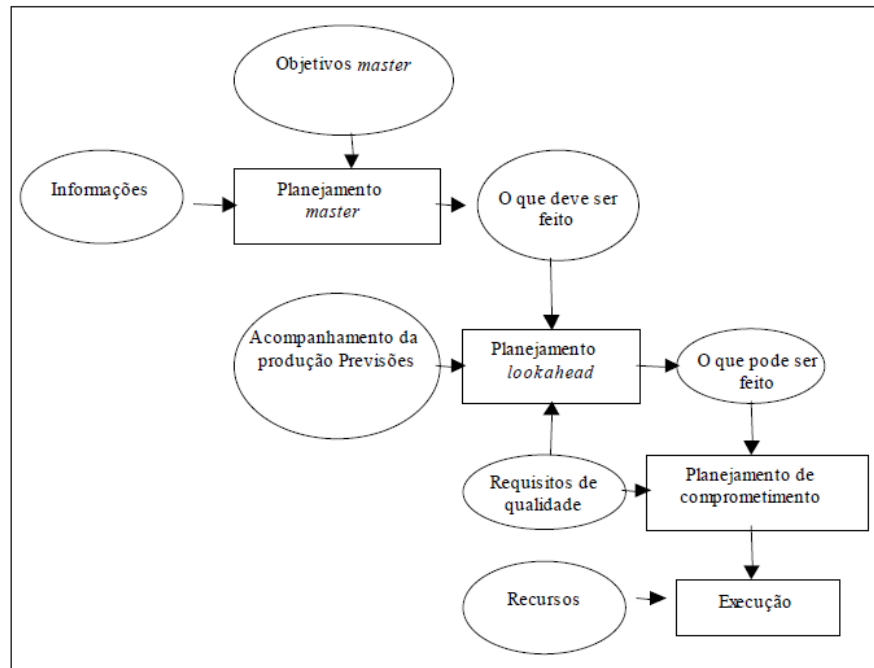 Objetivos master
Informações
Planejamento
master
O que deve ser
feito
Acompanhamento da
produção Previsões
Planejamento
lookahead
O que pode ser
feito
Requisitos de
qualidade
Planejamento de
comprometimento
Recursos
Execução